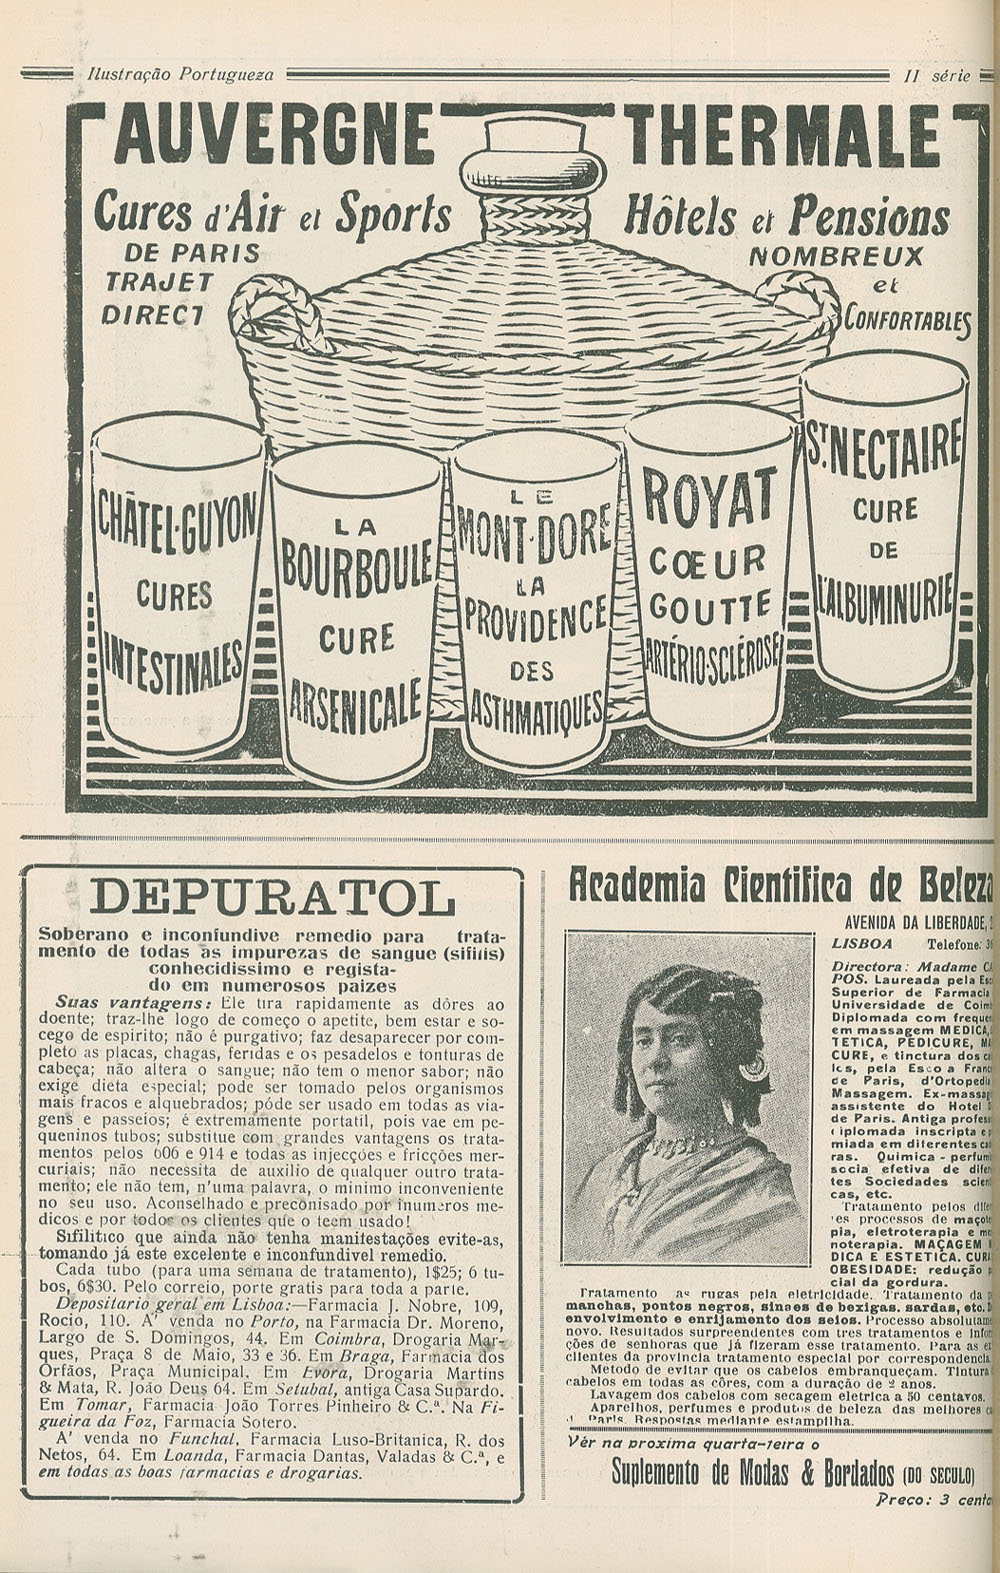 Ilustração Portugueza
II série
AUVERGNE THERMALE
Cures d'Air et Sports
Hôtels et Pensions
DE PARIS
TRAJET
DIRECT
NOMBREUX
et
CONFORTABLES
CHÂTEL-GUYON
CURES
INTESTINALES
LA
BOURBOULE
CURE
ARSENICALE
LE
MONT-DORE
LA
PROVIDENCE
DES
ASTHMATIQUES
ROYAT
CŒUR
GOUTTE
ARTÉRIO-SCLÉROSE
ST. NECTAIRE
CURE
DE
L'ALBUMINURIE
DEPURATOL
Soberano e inconfundive remedio para trata-
mento de todas as impurezas de sangue (sifilis)
conhecidissimo e regista-
do em numerosos paizes
Suas vantagens: Ele tira rapidamente as dôres ao
doente; traz-lhe logo de começo o apetite, bem estar e so-
cego de espirito; não é purgativo; faz desaparecer por com-
pleto as placas, chagas, feridas e os pesadelos e tonturas de
cabeça; não altera o sangue; não tem o menor sabor; não
exige dieta especial; pode ser tomado pelos organismos
mais fracos e alquebrados; póde ser usado em todas as via-
gens e passeios; é extremamente portatil, pois vae em pe-
queninos tubos; substitue com grandes vantagens os trata-
mentos pelos 606 e 914 e todas as injecções e fricções mer-
curiais; não necessita de auxilio de qualquer outro trata-
mento; ele não tem, n'uma palavra, o minimo inconveniente
no seu uso. Aconselhado e preconisado por inumeros me-
dicos e por todos os clientes que o teem usado!
Sifilitico que ainda não tenha manifestações evite-as,
tomando já este excelente e inconfundivel remedio.
Cada tubo (para uma semana de tratamento), 1$25; 6 tu-
bos, 6$30. Pelo correio, porte gratis para toda a parte.
Depositario geral em Lisboa:—Farmacia J. Nobre, 109,
Rocio, 110. A' venda no Porto, na Farmacia Dr. Moreno,
Largo de S. Domingos, 44. Em Coimbra, Drogaria Mar-
ques, Praça 8 de Maio, 33 e 36. Em Braga, Farmacia dos
Orfãos, Praça Municipal. Em Evora, Drogaria Martins
& Mata, R. João Deus 64. Em Setubal, antiga Casa Supardo.
Em Tomar, Farmacia João Torres Pinheiro & C.ª. Na Fi-
gueira da Foz, Farmacia Sotero.
A' venda no Funchal, Farmacia Luso-Britanica, R. dos
Netos, 64. Em Loanda, Farmacia Dantas, Valadas & C.ª, e
em todas as boas farmacias e drogarias.
Academia Cientifica de Beleza
AVENIDA DA LIBERDADE,
LISBOA Telefone:
Directora: Madame
POS. Laureada pela
Superior de Farmacia
Universidade de
Diplomada com
em massagem MEDICA,
TETICA, PEDICURE,
CURE, e tinctura dos
los, pela Escola
de Paris, d'Ortopedia
Massagem. Ex-
assistente do Hotel
de Paris. Antiga
diplomada inscripta e
miada em diferentes
ras. Quimica-
socia efetiva de
tes Sociedades
cas, etc.
Tratamento pelos
es processos de
pia, eletroterapia e
noterapia. MAÇAGEM
DICA E ESTETICA.
OBESIDADE: redução
cial da gordura.
Tratamento as rugas pela eletricidade. Tratamento da
manchas, pontos negros, sinaes de bexigas. sardas, etc.
envolvimento e enrijamento dos seios. Processo
novo. Resultados surpreendentes com tres tratamentos e
ções de senhoras que já fizeram esse tratamento. Para as
clientes da provincia tratamento especial por correspondencia.
Metodo de evitar que os cabelos embranqueçam. Tintura
cabelos em todas as côres, com a duração de 2 anos.
Lavagem dos cabelos com secagem eletrica a 50 centavos.
Aparelhos, perfumes e produtos de beleza das melhores
Paris. Respostas mediante estampilha.
Vêr na proxima quarta-feira o
Suplemento de Modas & Bordados (DO SECULO)
Preço: 3